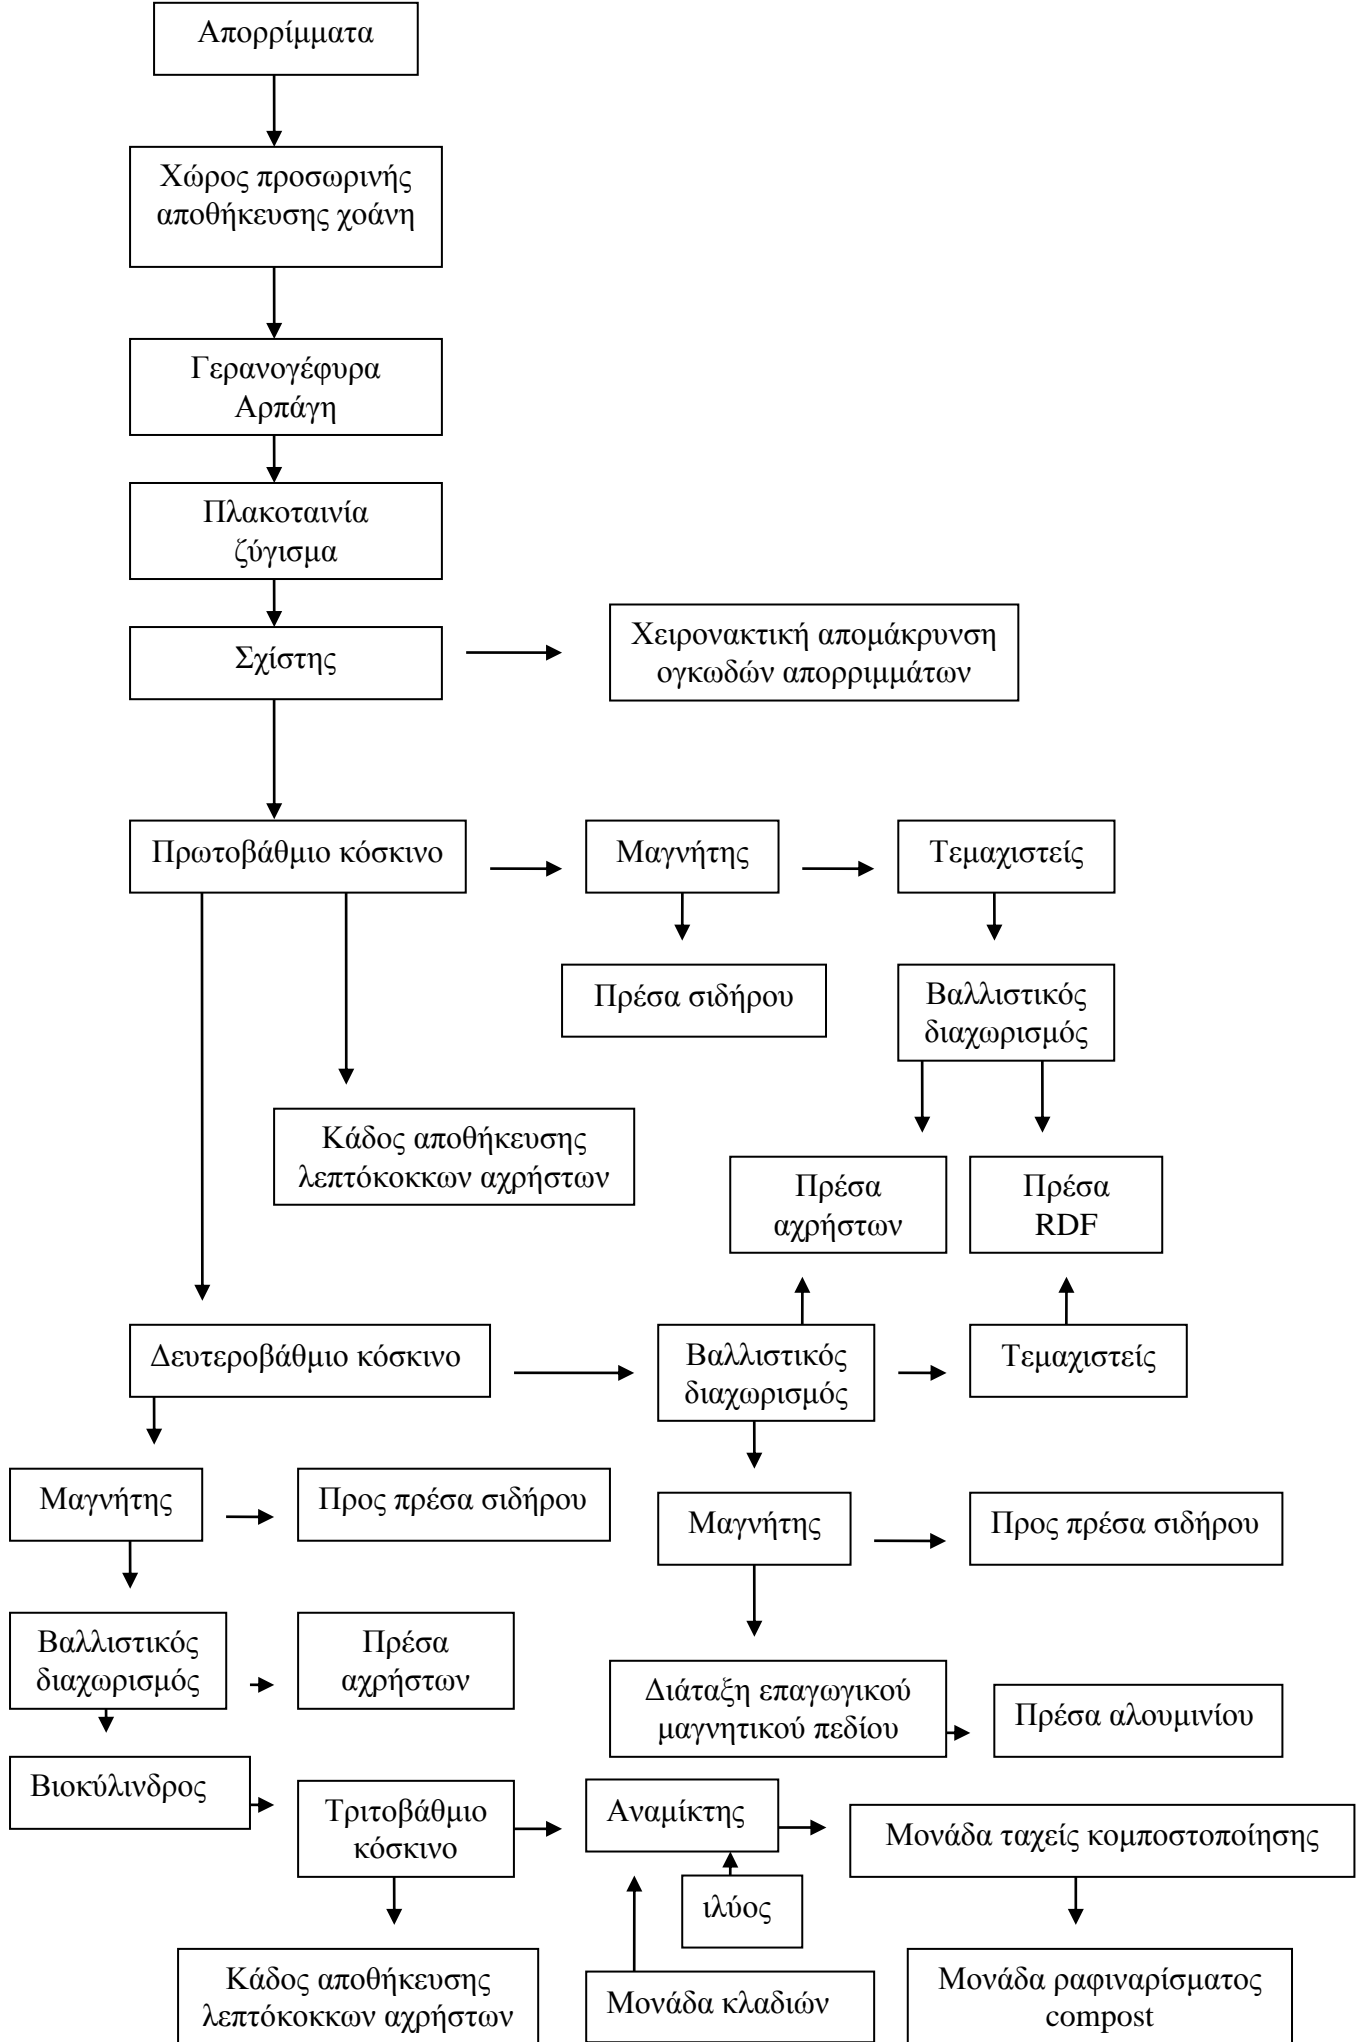 Απορρίμματα
Χώρος προσωρινής
αποθήκευσης χοάνη
Γερανογέφυρα
Αρπάγη
Πλακοταινία
ζύγισμα
Σχίστης
Χειρονακτική απομάκρυνση
ογκωδών απορριμμάτων
Πρωτοβάθμιο κόσκινο
Μαγνήτης
Τεμαχιστείς
Πρέσα σιδήρου
Βαλλιστικός
διαχωρισμός
Κάδος αποθήκευσης
λεπτόκοκκων αχρήστων
Πρέσα
αχρήστων
Πρέσα
RDF
Δευτεροβάθμιο κόσκινο
Βαλλιστικός
διαχωρισμός
Τεμαχιστείς
Μαγνήτης
Προς πρέσα σιδήρου
Μαγνήτης
Προς πρέσα σιδήρου
Βαλλιστικός
διαχωρισμός
Πρέσα
αχρήστων
Διάταξη επαγωγικού
μαγνητικού πεδίου
Πρέσα αλουμινίου
Βιοκύλινδρος
Τριτοβάθμιο
κόσκινο
Αναμίκτης
Μονάδα ταχείς κομποστοποίησης
ιλύος
Κάδος αποθήκευσης
λεπτόκοκκων αχρήστων
Μονάδα κλαδιών
Μονάδα ραφιναρίσματος
compost